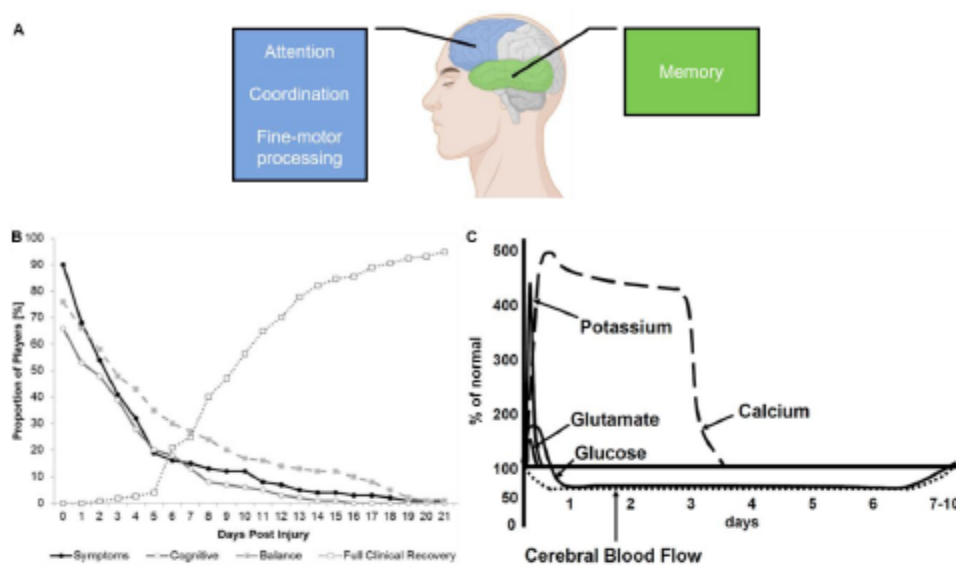 A
Attention
Coordination
Fine-motor
processing
Memory
B
Proportion of Players [%]
100
90
80
70
60
50
40
30
20
10
0
0 1 2 3 4 5 6 7 8 9 10 11 12 13 14 15 16 17 18 19 20 21
Days Post Injury
Symptoms Cognitive Balance Full Clinical Recovery
C
% of normal
500
400
300
200
100
50
0
Potassium
Glutamate
Glucose
Calcium
1 2 3 4 5 6 7-10
days
Cerebral Blood Flow